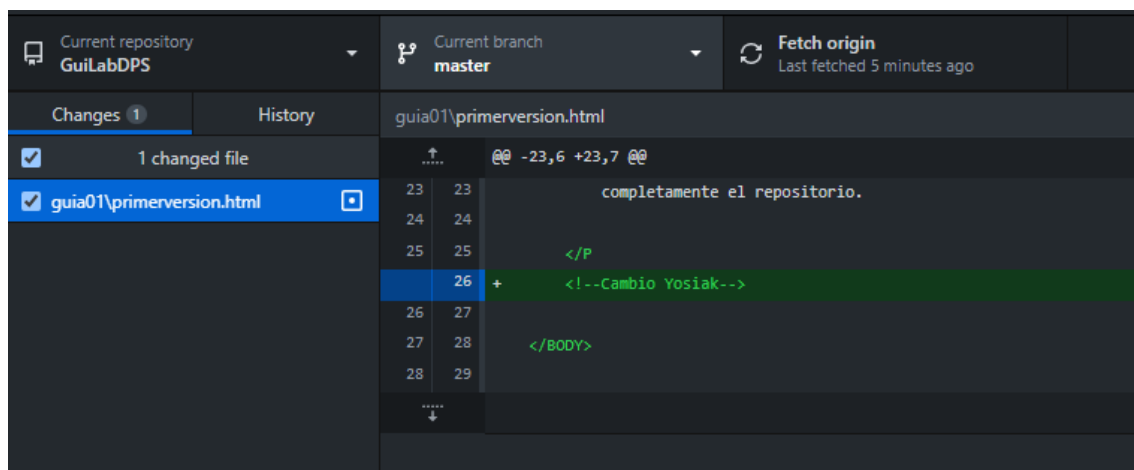 Current repository
GuiLabDPS
Current branch
master
Fetch origin
Last fetched 5 minutes ago
Changes 1
History
guia01\primerversion.html
1 changed file
guia01\primerversion.html
@@ -23,6 +23,7 @@
23 23 completamente el repositorio.
24 24
25 25 </P
26 + <!--Cambio Yosiak-->
26 27
27 28 </BODY>
28 29